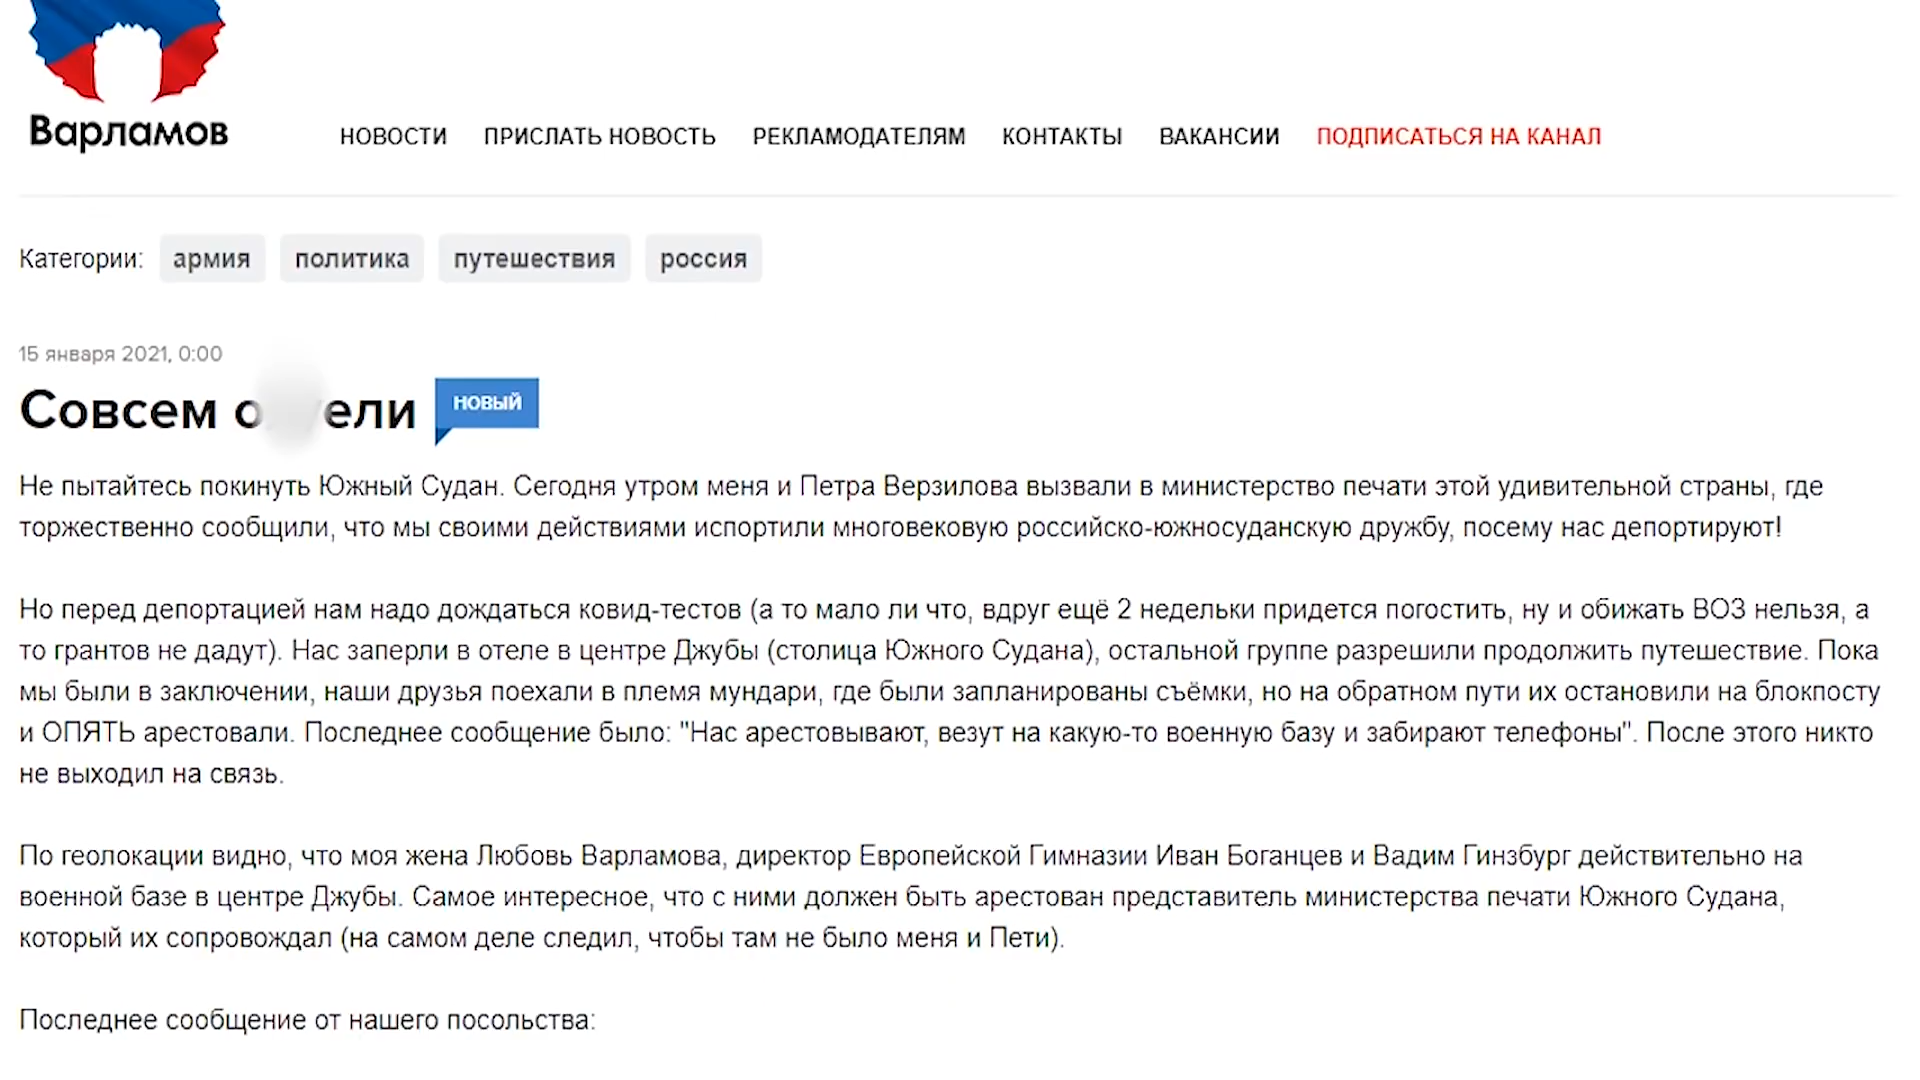 Варламов
НОВОСТИ ПРИСЛАТЬ НОВОСТЬ РЕКЛАМОДАТЕЛЯМ КОНТАКТЫ ВАКАНСИИ ПОДПИСАТЬСЯ НА КАНАЛ
Категории: армия политика путешествия россия
15 января 2021, 0:00
Совсем НОВЫЙ
Не пытайтесь покинуть Южный Судан. Сегодня утром меня и Петра Верзилова вызвали в министерство печати этой удивительной страны, где
торжественно сообщили, что мы своими действиями испортили многовековую российско-южносуданскую дружбу, посему нас депортируют!
Но перед депортацией нам надо дождаться ковид-тестов (а то мало ли что, вдруг ещё 2 недельки придется погостить, ну и обижать ВОЗ нельзя, а
то грантов не дадут). Нас заперли в отеле в центре Джубы (столица Южного Судана), остальной группе разрешили продолжить путешествие. Пока
мы были в заключении, наши друзья поехали в племя мундари, где были запланированы съёмки, но на обратном пути их остановили на блокпосту
и ОПЯТЬ арестовали. Последнее сообщение было: "Нас арестовывают, везут на какую-то военную базу и забирают телефоны". После этого никто
не выходил на связь.
По геолокации видно, что моя жена Любовь Варламова, директор Европейской Гимназии Иван Боганцев и Вадим Гинзбург действительно на
военной базе в центре Джубы. Самое интересное, что с ними должен быть арестован представитель министерства печати Южного Судана,
который их сопровождал (на самом деле следил, чтобы там не было меня и Пети).
Последнее сообщение от нашего посольства: